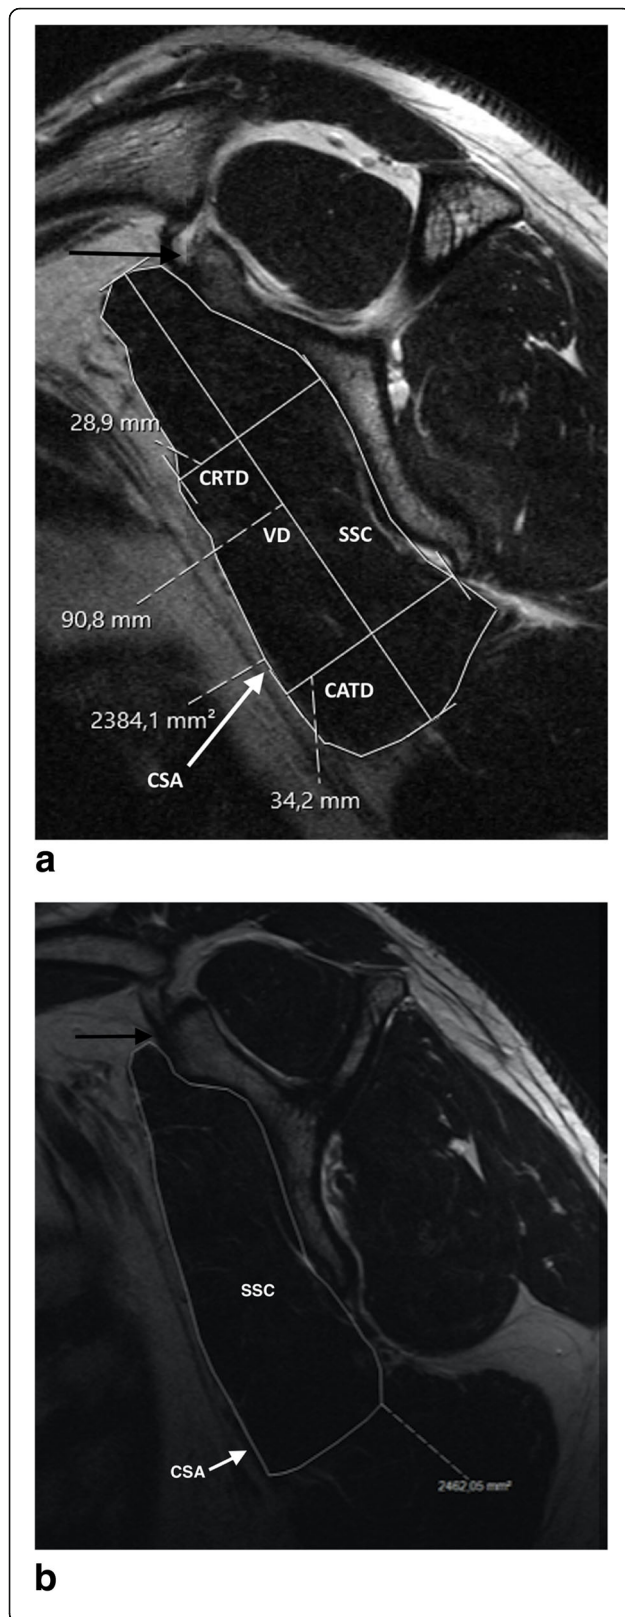 28,9 mm
CRTD
VD
SSC
90,8 mm
CATD
2384,1 mm²
CSA
34,2 mm
a
SSC
CSA
2462,05 mm²
b